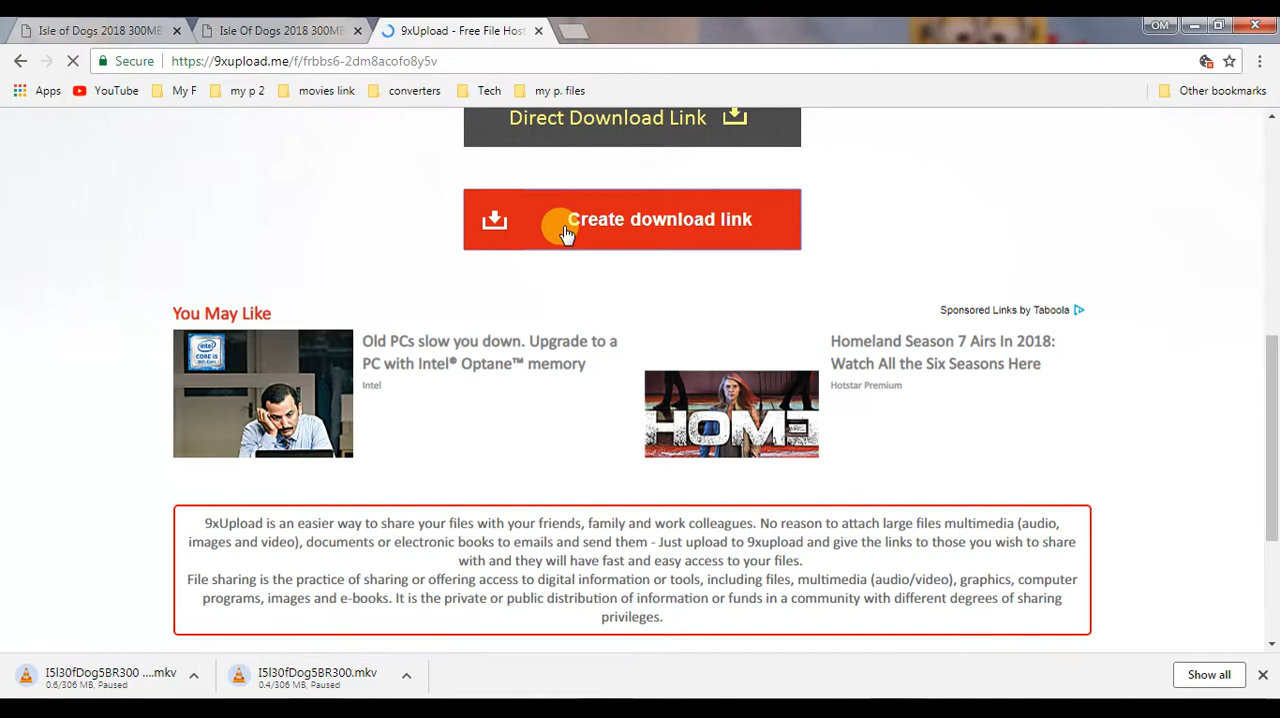 Isle of Dogs 2018 300MB
Isle Of Dogs 2018 300MB
9xUpload - Free File Host
OM
Secure
https://9xupload.me/f/frbbs6-2dm8acofo8y5v
Apps
YouTube
My F
my p 2
movies link
converters
Tech
my p. files
Other bookmarks
Direct Download Link
Create download link
You May Like
Sponsored Links by Taboola
Old PCs slow you down. Upgrade to a
PC with Intel® Optane™ memory
Intel
Homeland Season 7 Airs In 2018:
Watch All the Six Seasons Here
Hotstar Premium
intel
CORE i5
HOME
9xUpload is an easier way to share your files with your friends, family and work colleagues. No reason to attach large files multimedia (audio,
images and video), documents or electronic books to emails and send them - Just upload to 9xupload and give the links to those you wish to share
with and they will have fast and easy access to your files.
File sharing is the practice of sharing or offering access to digital information or tools, including files, multimedia (audio/video), graphics, computer
programs, images and e-books. It is the private or public distribution of information or funds in a community with different degrees of sharing
privileges.
I5l30fDog5BR300 ....mkv
0.6/306 MB, Paused
I5l30fDog5BR300.mkv
0.4/306 MB, Paused
Show all